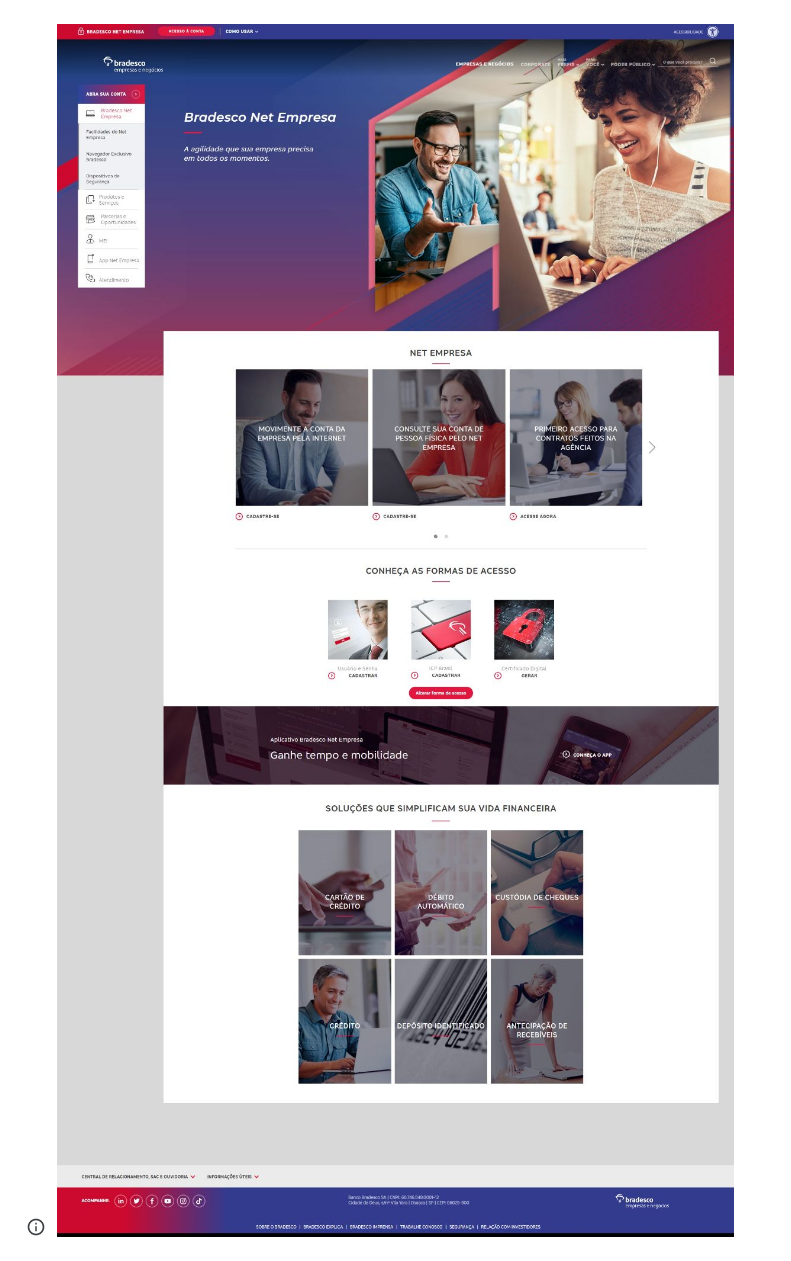 BRADESCO NET EMPRESA
ACESSO À CONTA
COMO USAR
ACESSIBILIDADE
bradesco
empresas e negócios
EMPRESAS E NEGÓCIOS
CORPORATE
PRIME
VOCÊ
PODER PÚBLICO
O que você procura?
ABRA SUA CONTA
Bradesco Net
Empresa
Facilidades do Net
Empresa
Navegador Exclusivo
Bradesco
Dispositivos de
Segurança
Produtos e
Serviços
Parcerias e
Oportunidades
MEI
App Net Empresa
Atendimento
Bradesco Net Empresa
A agilidade que sua empresa precisa
em todos os momentos.
NET EMPRESA
MOVIMENTE A CONTA DA
EMPRESA PELA INTERNET
CONSULTE SUA CONTA DE
PESSOA FÍSICA PELO NET
EMPRESA
PRIMEIRO ACESSO PARA
CONTRATOS FEITOS NA
AGÊNCIA
CADASTRE-SE
CADASTRE-SE
ACESSE AGORA
CONHEÇA AS FORMAS DE ACESSO
Usuário e Senha
CADASTRAR
CADASTRAR
Certificado Digital
GERAR
Alterar forma de acesso
Aplicativo Bradesco Net Empresa
Ganhe tempo e mobilidade
CONHEÇA O APP
SOLUÇÕES QUE SIMPLIFICAM SUA VIDA FINANCEIRA
CARTÃO DE
CRÉDITO
DÉBITO
AUTOMÁTICO
CUSTÓDIA DE CHEQUES
CRÉDITO
DEPÓSITO IDENTIFICADO
ANTECIPAÇÃO DE
RECEBÍVEIS
CENTRAL DE RELACIONAMENTO, SAC E OUVIDORIA
INFORMAÇÕES ÚTEIS
ACOMPANHE:
Banco Bradesco SA | CNPJ: 60.746.948/0001-12
Cidade de Deus, s/nº Vila Yara | Osasco | SP | CEP: 06029-900
bradesco
empresas e negócios
SOBRE O BRADESCO | BRADESCO EXPLICA | BRADESCO IMPRENSA | TRABALHE CONOSCO | SEGURANÇA | RELAÇÃO COM INVESTIDORES